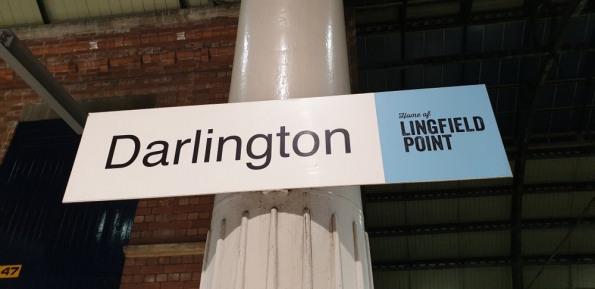 Darlington
Home of
LINGFIELD
POINT
47